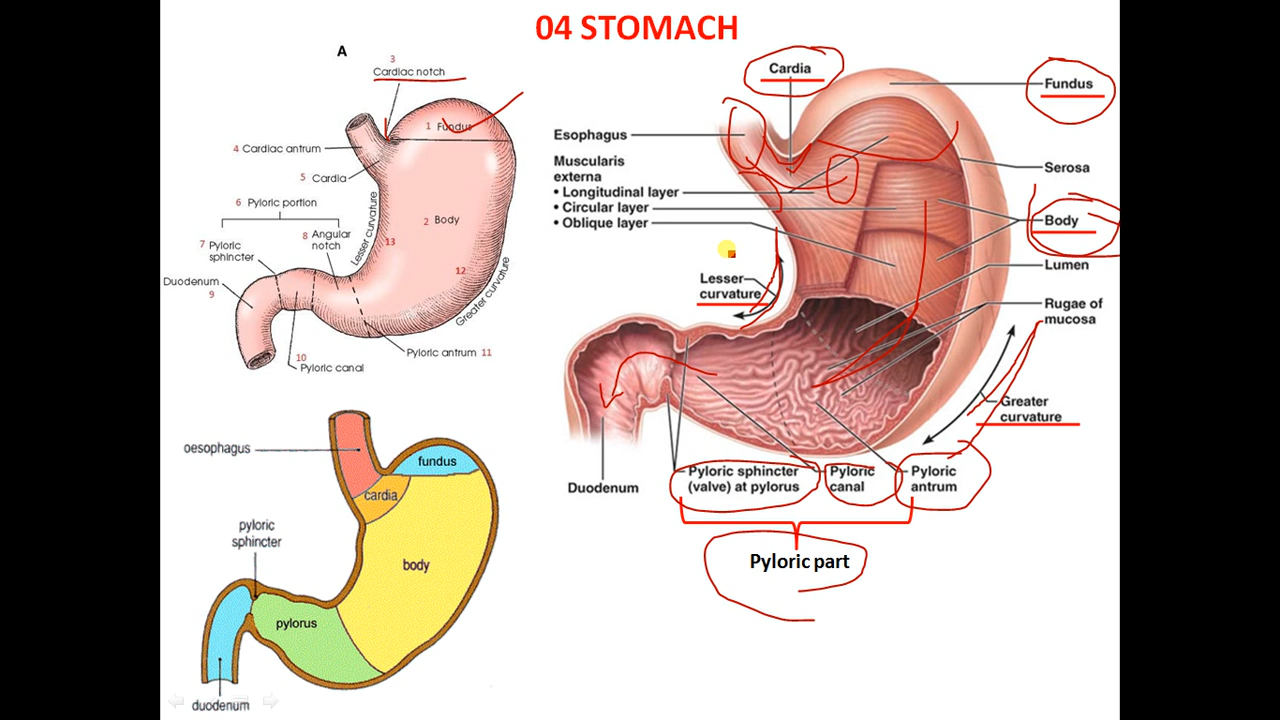 04 STOMACH
A
3
Cardiac notch
1 Fundus
4 Cardiac antrum
5 Cardia
6 Pyloric portion
7 Pyloric
sphincter
8 Angular
notch
Lesser curvature
13
2 Body
12
Greater curvature
Duodenum
9
10
Pyloric canal
Pyloric antrum 11
oesophagus
fundus
cardia
pyloric
sphincter
body
pylorus
duodenum
Cardia
Fundus
Esophagus
Muscularis
externa
• Longitudinal layer
• Circular layer
• Oblique layer
Serosa
Body
Lumen
Lesser
curvature
Rugae of
mucosa
Greater
curvature
Duodenum
Pyloric sphincter
(valve) at pylorus
Pyloric
canal
Pyloric
antrum
Pyloric part